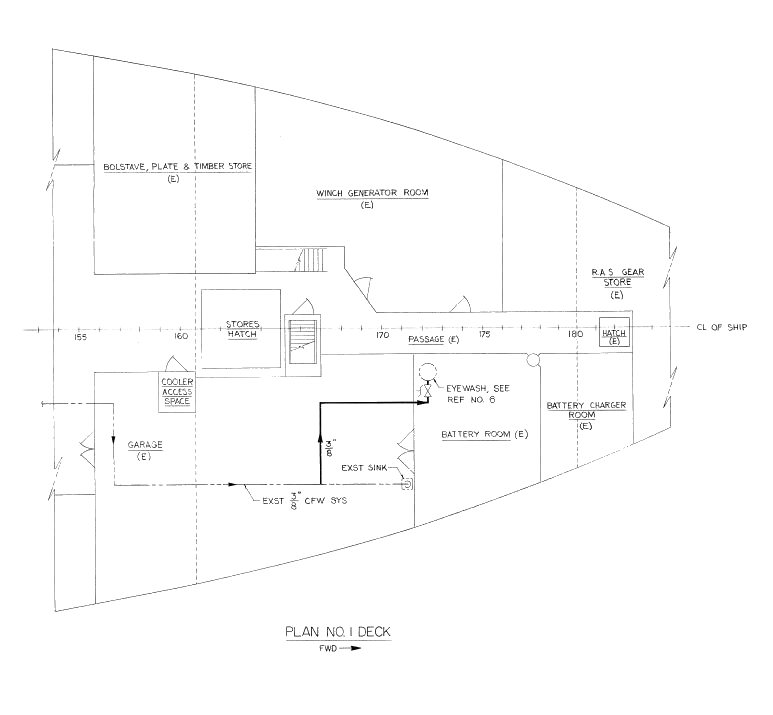 BOLSTAVE, PLATE & TIMBER STORE
(E)
WINCH GENERATOR ROOM
(E)
R.A.S GEAR
STORE
(E)
STORES
HATCH
155
160
170
175
180
HATCH
(E)
CL OF SHIP
PASSAGE (E)
COOLER
ACCESS
SPACE
EYEWASH, SEE
REF NO. 6
BATTERY CHARGER
ROOM
(E)
BATTERY ROOM (E)
GARAGE
(E)
3/8"
EXST SINK
EXST 3/8" CFW SYS
PLAN NO. 1 DECK
FWD